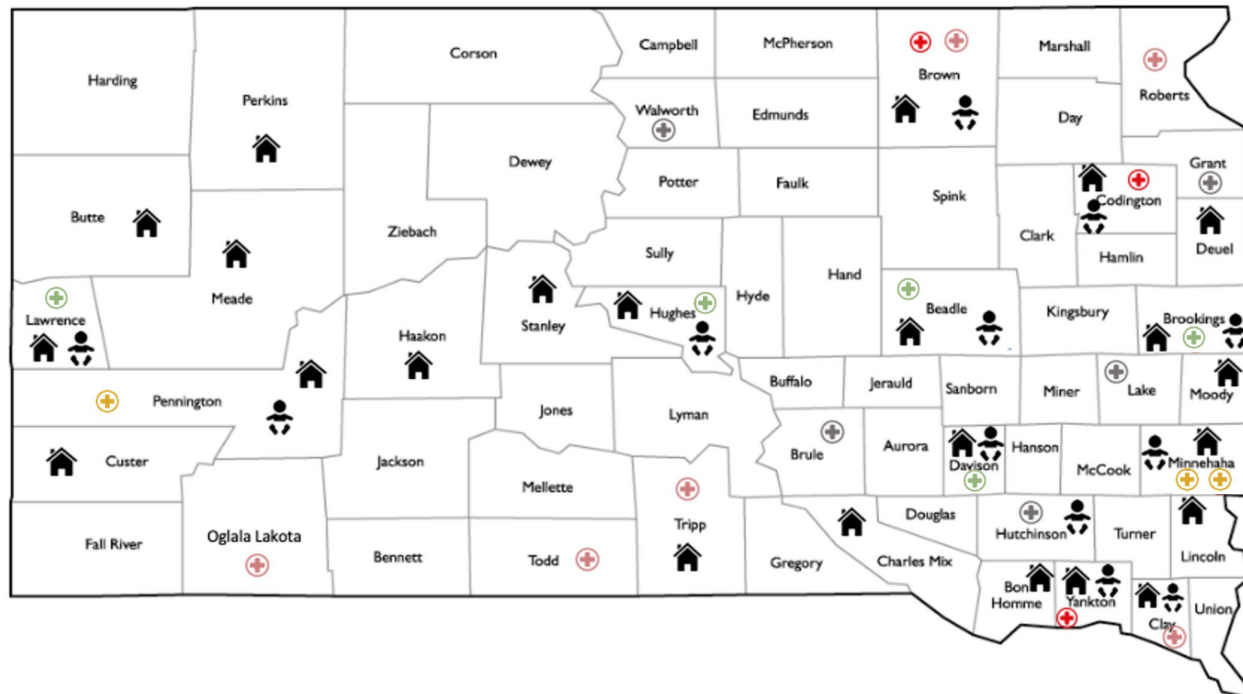 Harding
Perkins
Corson
Campbell
McPherson
Brown
Marshall
Roberts
Walworth
Edmunds
Day
Dewey
Potter
Faulk
Spink
Grant
Codington
Butte
Ziebach
Clark
Deuel
Meade
Sully
Hand
Hamlin
Lawrence
Stanley
Hughes
Hyde
Beadle
Kingsbury
Brookings
Haakon
Pennington
Jones
Lyman
Buffalo
Jerauld
Sanborn
Miner
Lake
Moody
Custer
Jackson
Brule
Aurora
Davison
Hanson
McCook
Minnehaha
Mellette
Fall River
Oglala Lakota
Bennett
Todd
Tripp
Gregory
Douglas
Charles Mix
Hutchinson
Turner
Lincoln
Bon
Homme
Yankton
Clay
Union